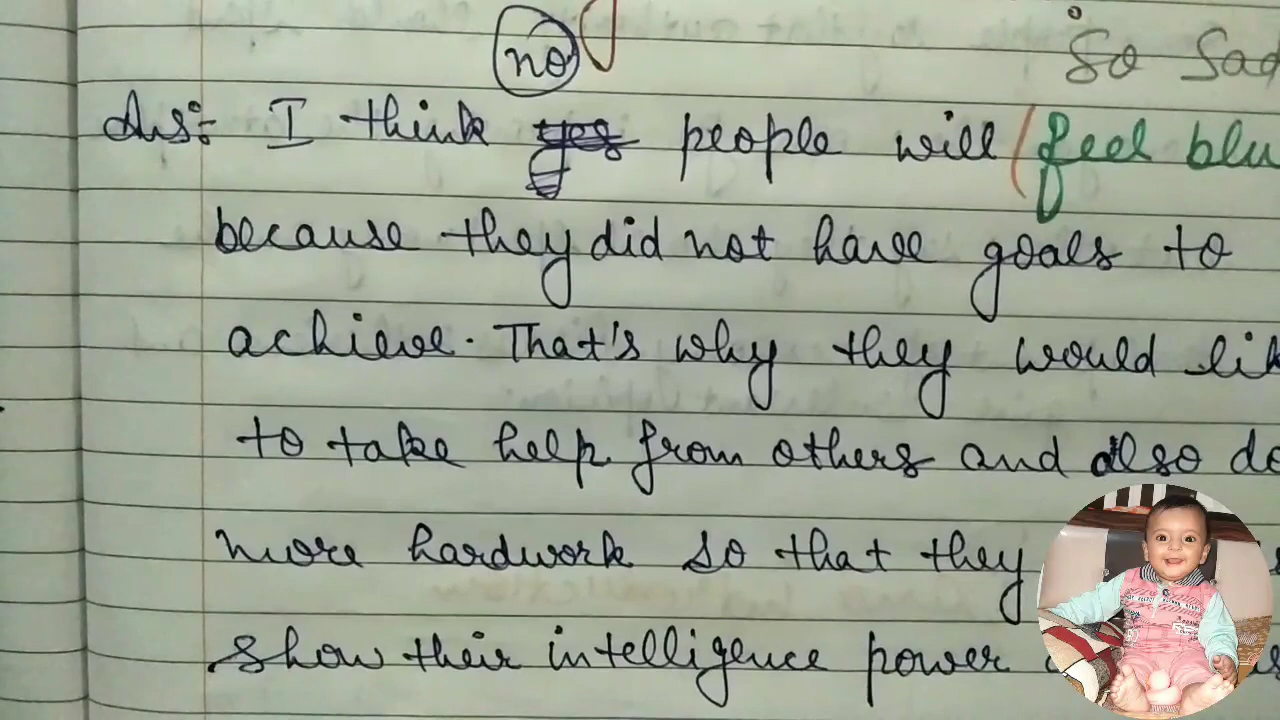 no
So Sad
Ans:- I think yes people will (feel blu
because they did not have goals to
achieve. That's why they would lik
to take help from others and also do
more hardwork so that they
show their intelligence power